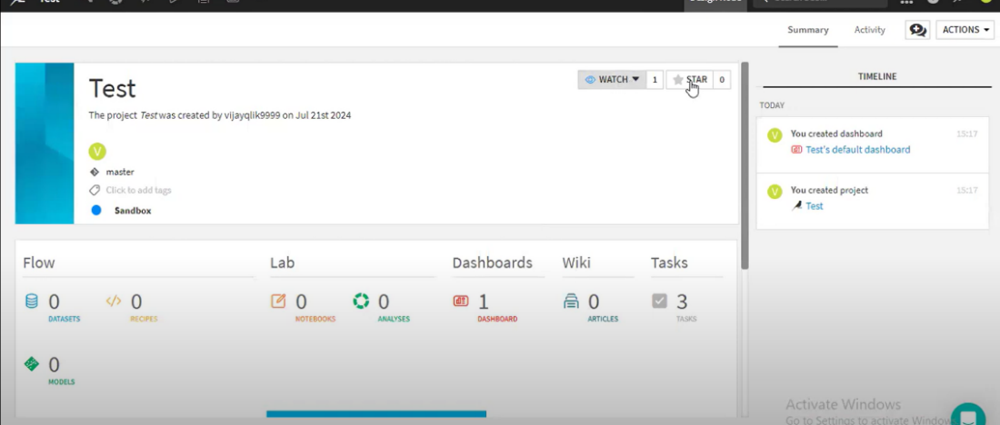 Test
Summary
Activity
ACTIONS
Test
WATCH
1
STAR
0
The project Test was created by vijayqlik9999 on Jul 21st 2024
V
master
Click to add tags
Sandbox
TIMELINE
TODAY
V
You created dashboard
15:17
Test's default dashboard
V
You created project
15:17
Test
Flow
Lab
Dashboards
Wiki
Tasks
0
DATASETS
0
RECIPES
0
NOTEBOOKS
0
ANALYSES
1
DASHBOARD
0
ARTICLES
3
TASKS
0
MODELS
Activate Windows
Go to Settings to activate Window